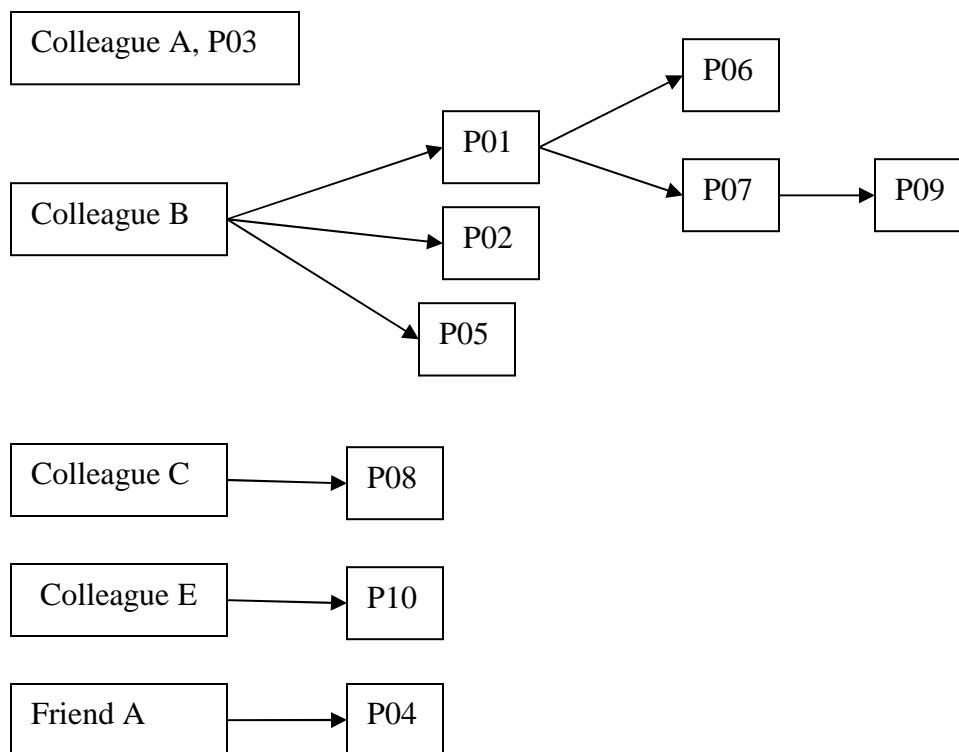 Colleague A, P03
P06
P01
P07
P09
Colleague B
P02
P05
Colleague C
P08
Colleague E
P10
Friend A
P04